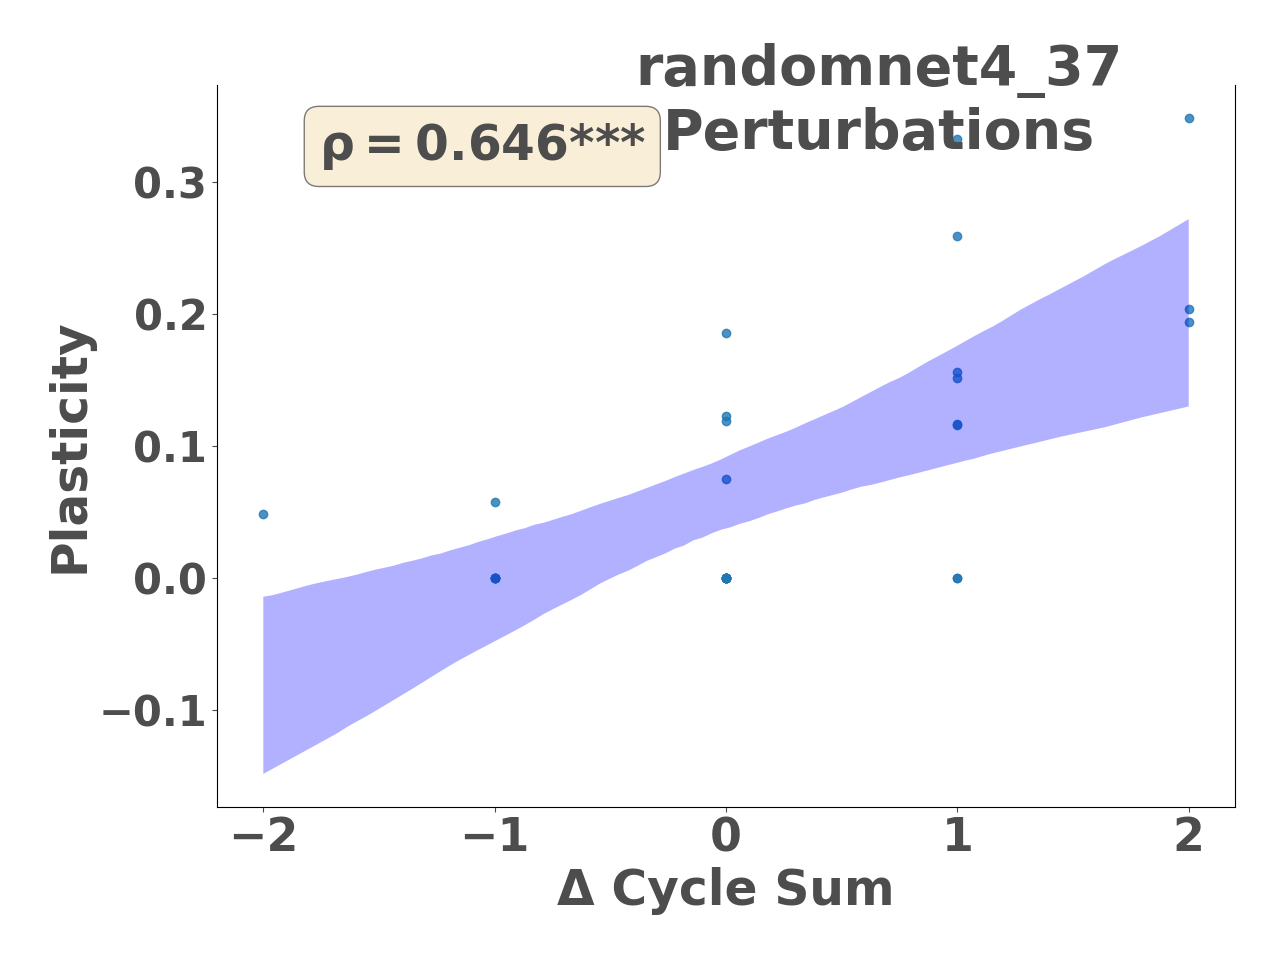 randomnet4_37
Perturbations
ρ = 0.646***
Plasticity
0.3
0.2
0.1
0.0
−0.1
−2
−1
0
1
2
Δ Cycle Sum